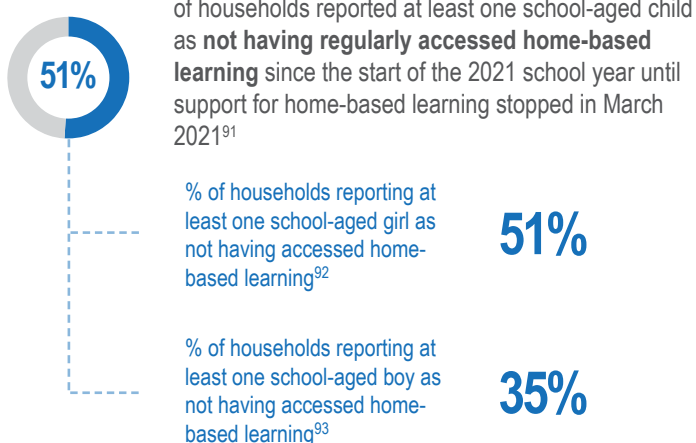 of households reported at least one school-aged child
as not having regularly accessed home-based
learning since the start of the 2021 school year until
support for home-based learning stopped in March
2021⁹¹
51%
% of households reporting at
least one school-aged girl as
not having accessed home-
based learning⁹²
51%
% of households reporting at
least one school-aged boy as
not having accessed home-
based learning⁹³
35%